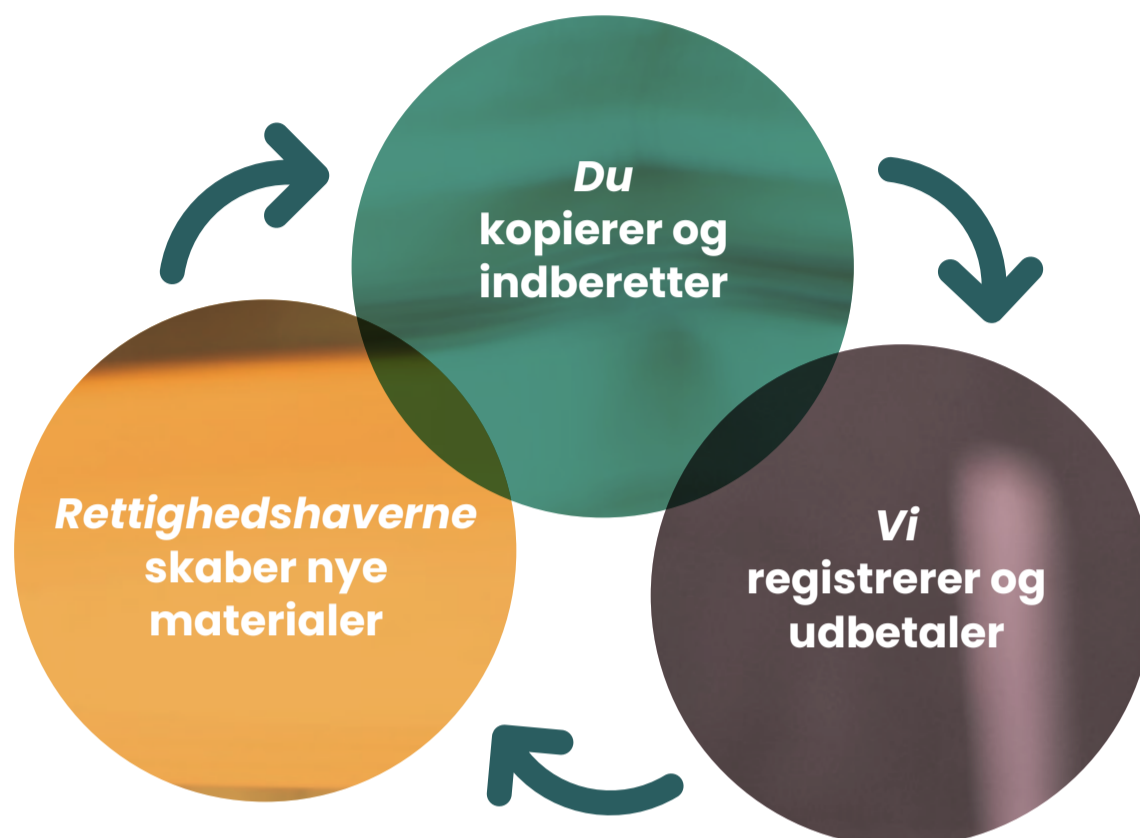 Du
kopierer og
indberetter
Rettighedshaverne
skaber nye
materialer
Vi
registrerer og
udbetaler